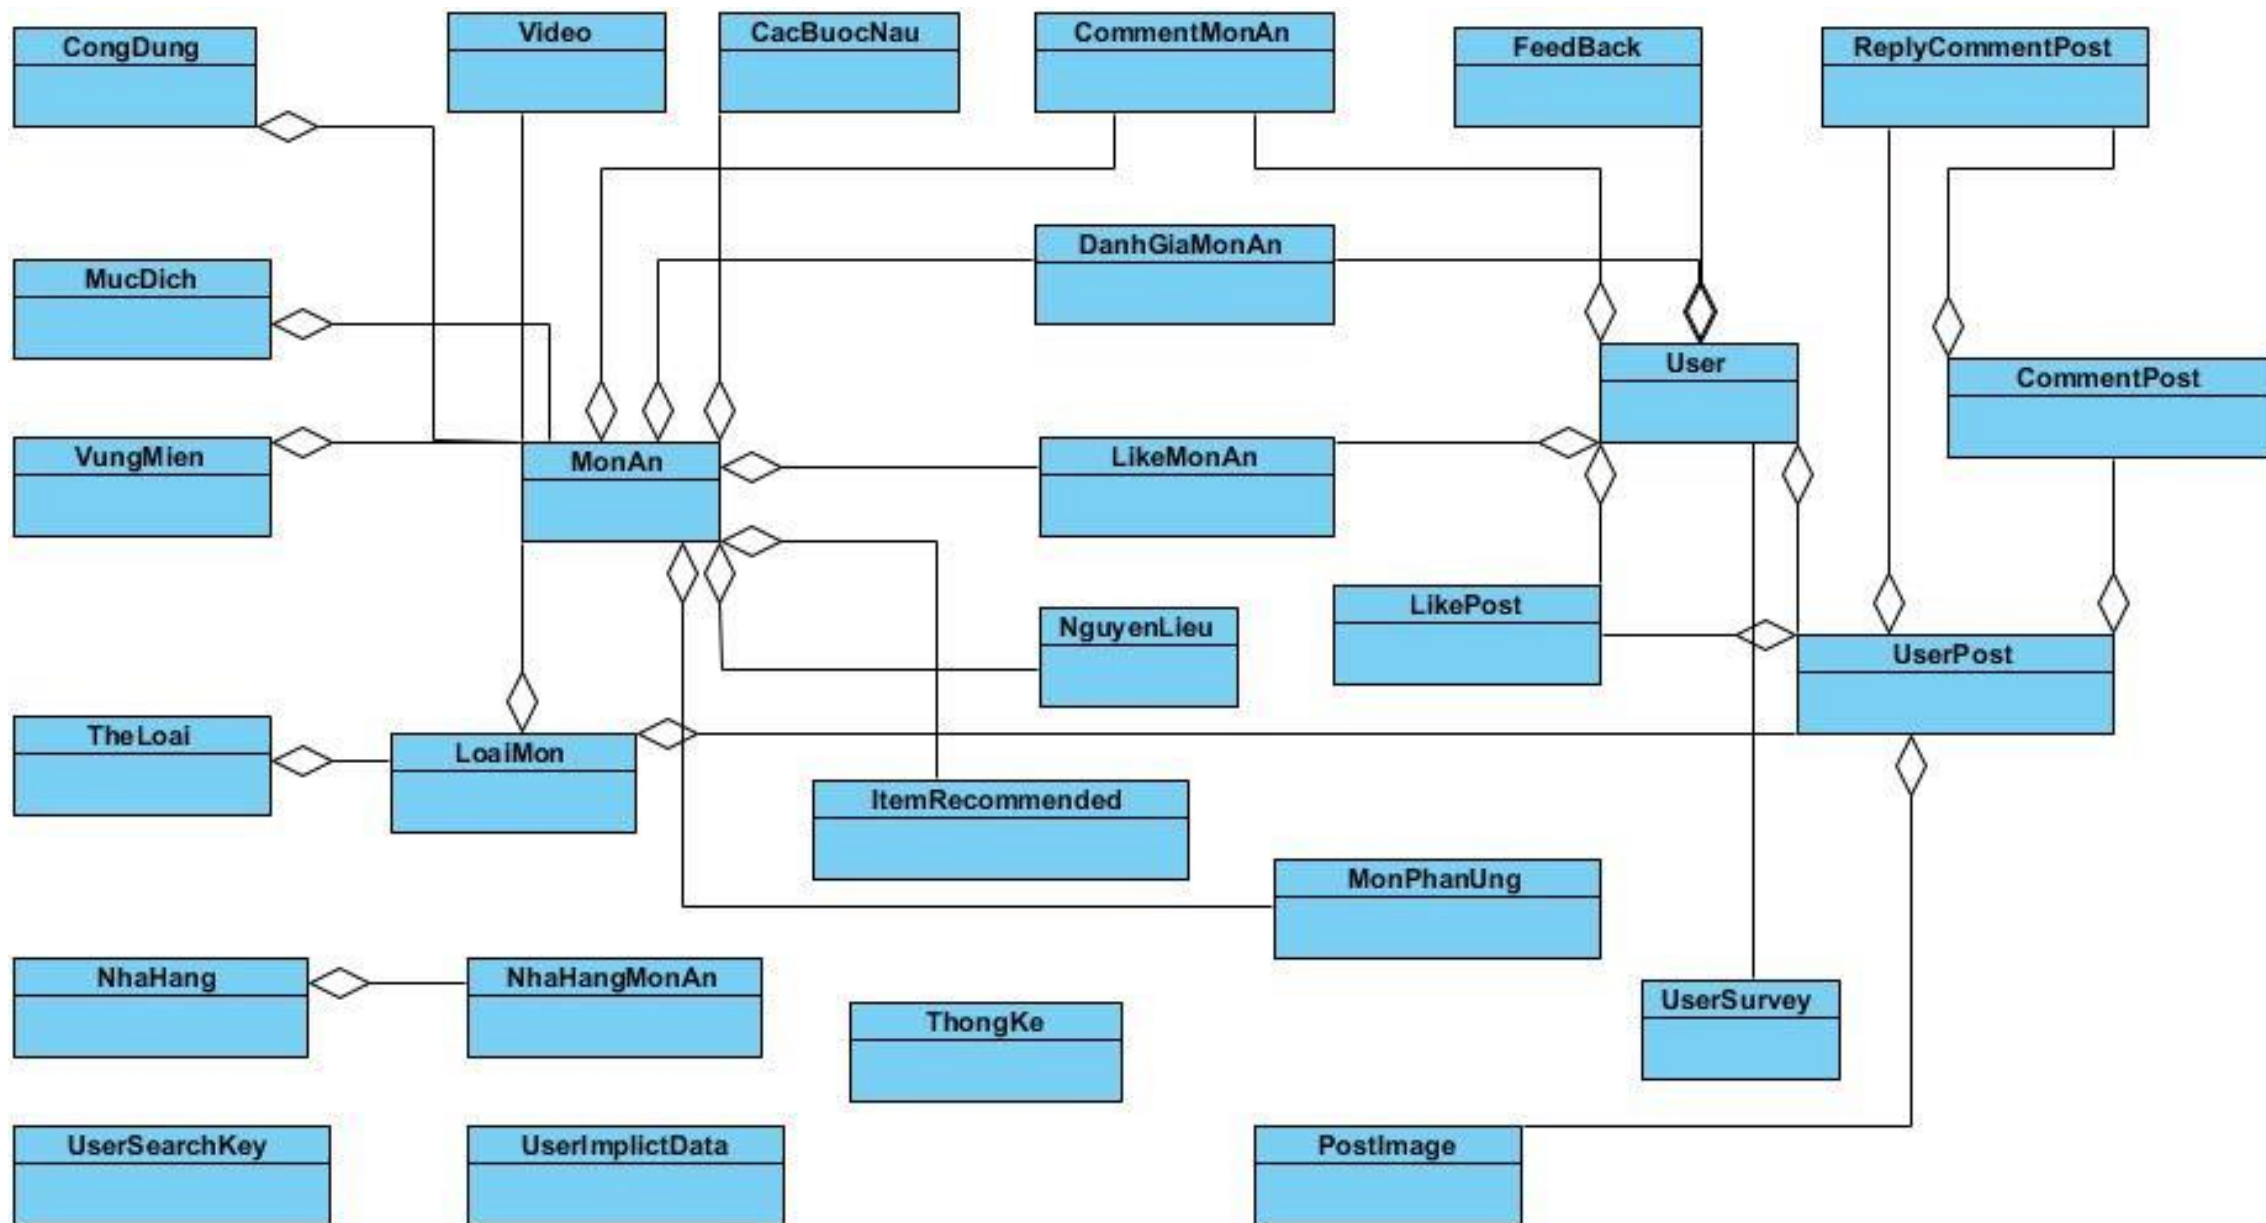 CongDung
Video
CacBuocNau
CommentMonAn
FeedBack
ReplyCommentPost
DanhGiaMonAn
MucDich
User
CommentPost
VungMien
MonAn
LikeMonAn
LikePost
NguyenLieu
UserPost
TheLoai
LoaiMon
ItemRecommended
MonPhanUng
NhaHang
NhaHangMonAn
ThongKe
UserSurvey
UserSearchKey
UserImplictData
PostImage